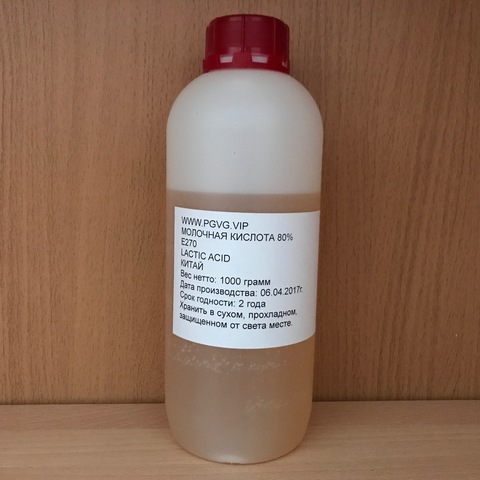 WWW.PGVG.VIP
МОЛОЧНАЯ КИСЛОТА 80%
E270
LACTIC ACID
КИТАЙ
Вес нетто: 1000 грамм
Дата производства: 06.04.2017г.
Срок годности: 2 года
Хранить в сухом, прохладном,
защищенном от света месте.